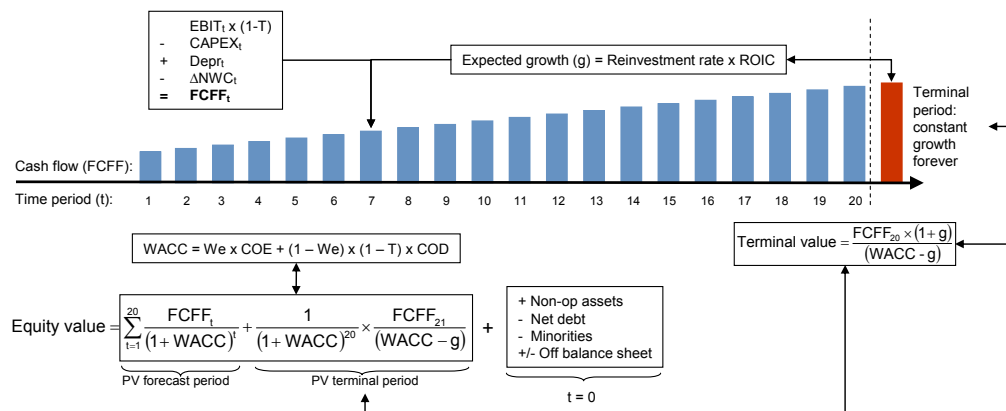 EBITt x (1-T)
- CAPEXt
+ Deprt
- ΔNWCt
= FCFFt
Expected growth (g) = Reinvestment rate x ROIC
Terminal period: constant growth forever
Cash flow (FCFF):
Time period (t): 1 2 3 4 5 6 7 8 9 10 11 12 13 14 15 16 17 18 19 20
WACC = We x COE + (1 – We) x (1 – T) x COD
Terminal value = FCFF20 × (1 + g) / (WACC - g)
Equity value = ∑ t=1 20 FCFFt / (1 + WACC)^t + 1 / (1 + WACC)^20 × FCFF21 / (WACC – g) +
+ Non-op assets
- Net debt
- Minorities
+/- Off balance sheet
PV forecast period
PV terminal period
t = 0